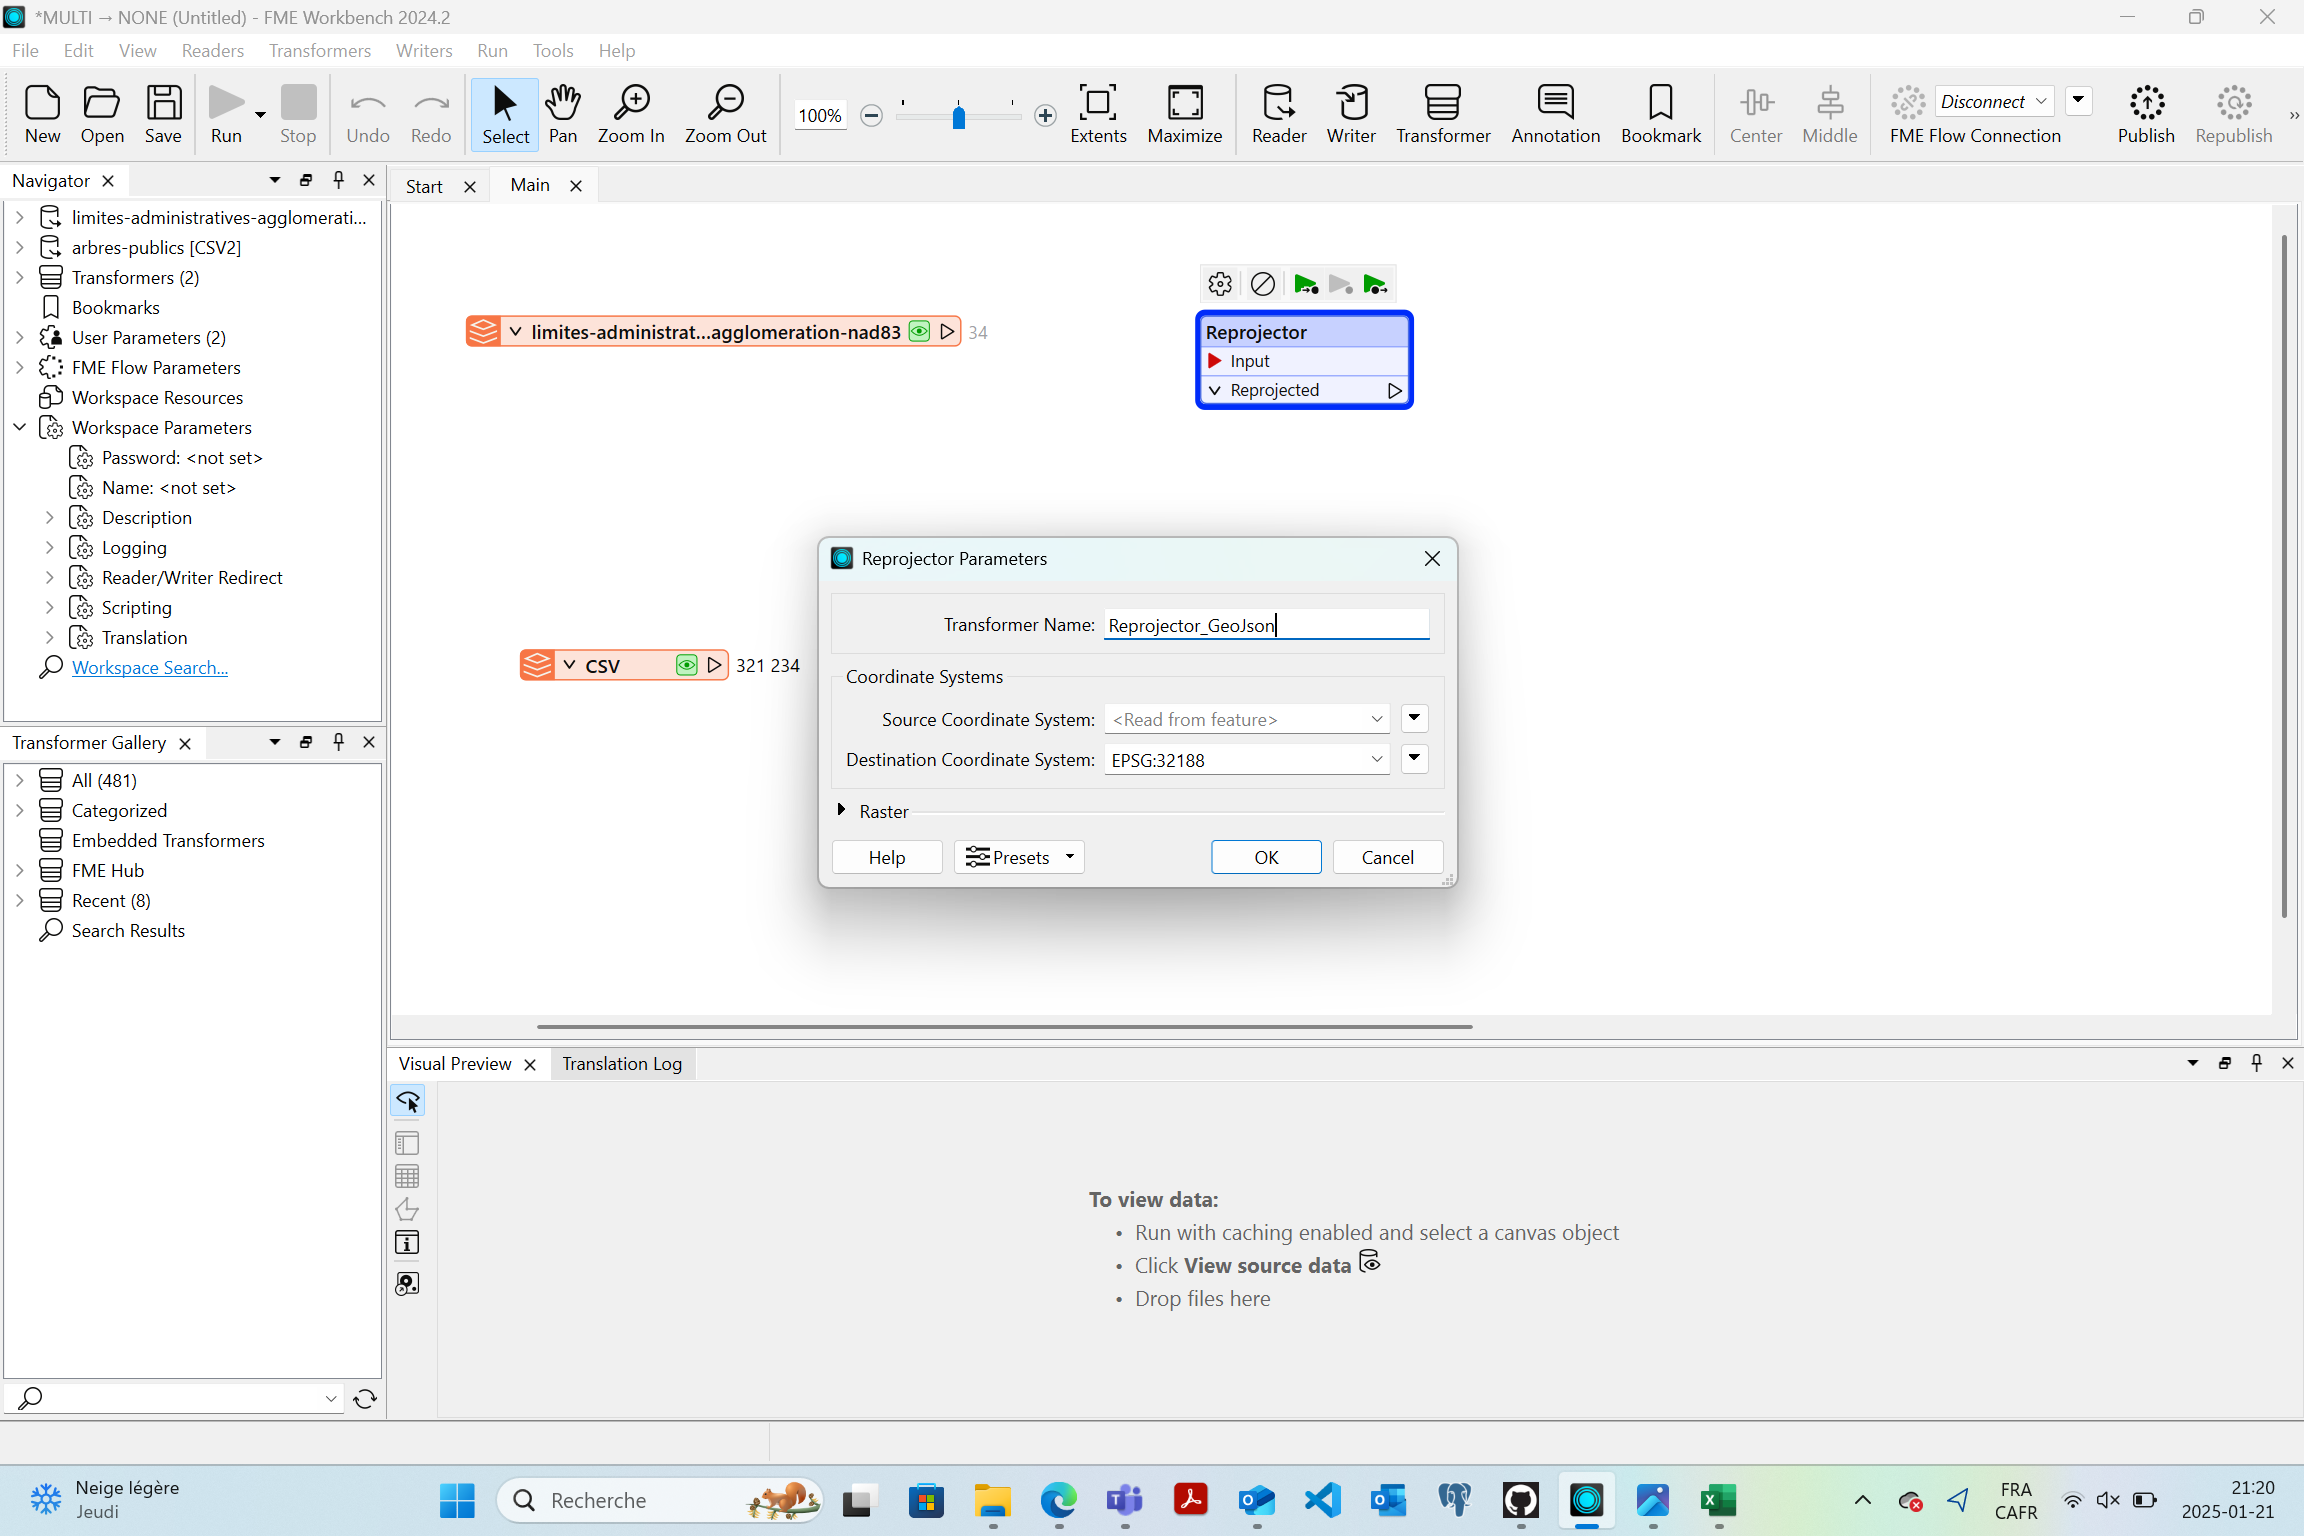 *MULTI → NONE (Untitled) - FME Workbench 2024.2
File Edit View Readers Transformers Writers Run Tools Help
New Open Save Run Stop Undo Redo Select Pan Zoom In Zoom Out 100% Extents Maximize Reader Writer Transformer Annotation Bookmark Center Middle Disconnect FME Flow Connection Publish Republish »
Navigator
limites-administratives-agglomerati...
arbres-publics [CSV2]
Transformers (2)
Bookmarks
User Parameters (2)
FME Flow Parameters
Workspace Resources
Workspace Parameters
Password: <not set>
Name: <not set>
Description
Logging
Reader/Writer Redirect
Scripting
Translation
Workspace Search...
Transformer Gallery
All (481)
Categorized
Embedded Transformers
FME Hub
Recent (8)
Search Results
Start Main
limites-administrat...agglomeration-nad83 34
Reprojector
Input
Reprojected
CSV 321 234
Reprojector Parameters
Transformer Name: Reprojector_GeoJson
Coordinate Systems
Source Coordinate System: <Read from feature>
Destination Coordinate System: EPSG:32188
Raster
Help Presets OK Cancel
Visual Preview Translation Log
To view data:
• Run with caching enabled and select a canvas object
• Click View source data
• Drop files here
Neige légère
Jeudi
Recherche
FRA
CAFR
21:20
2025-01-21